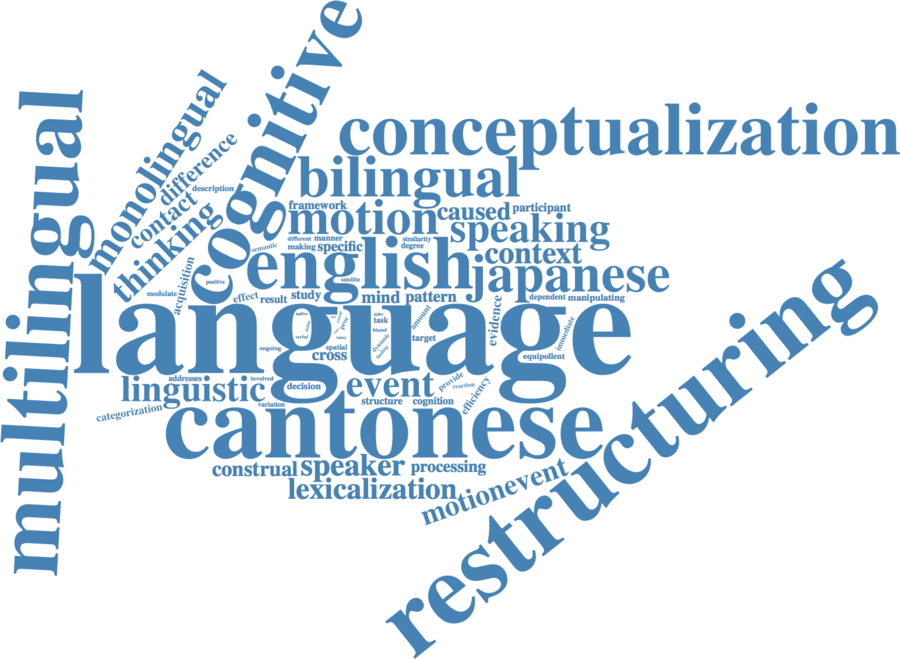 cognitive
multilingual
monolingual
difference
description
contact
thinking
conceptualization
bilingual
framework
motion
caused
participant
speaking
different
manner
making
specific
similarity
degree
semantic
english
context
japanese
satellite
positive
acquisition
modulate
effect
result
study
mind
pattern
dependent
manipulating
language
native
task
biased
verbal
dynamic
amount
target
evidence
immediate
equipollent
ongoing
spatial
cross
restructuring
addresses
involved
linguistic
decision
event
provide
reaction
efficiency
structure
cognition
variation
categorization
cantonese
construal
speaker
processing
lexicalization
motionevent